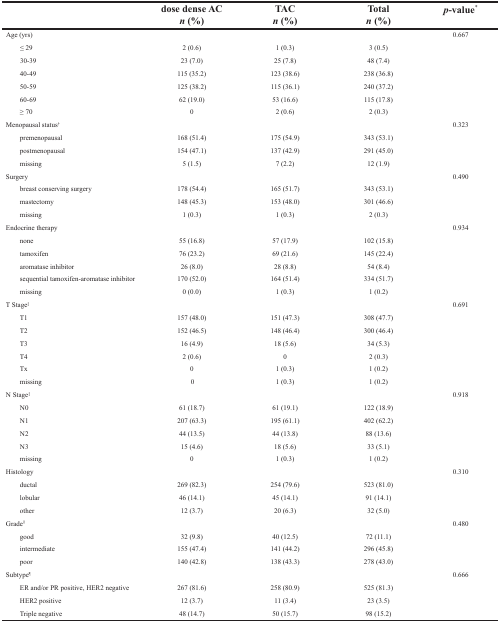 dose dense AC TAC Total p-value*
n (%) n (%) n (%)
Age (yrs) 0.667
≤ 29 2 (0.6) 1 (0.3) 3 (0.5)
30-39 23 (7.0) 25 (7.8) 48 (7.4)
40-49 115 (35.2) 123 (38.6) 238 (36.8)
50-59 125 (38.2) 115 (36.1) 240 (37.2)
60-69 62 (19.0) 53 (16.6) 115 (17.8)
≥ 70 0 2 (0.6) 2 (0.3)
Menopausal status 0.323
premenopausal 168 (51.4) 175 (54.9) 343 (53.1)
postmenopausal 154 (47.1) 137 (42.9) 291 (45.0)
missing 5 (1.5) 7 (2.2) 12 (1.9)
Surgery 0.490
breast conserving surgery 178 (54.4) 165 (51.7) 343 (53.1)
mastectomy 148 (45.3) 153 (48.0) 301 (46.6)
missing 1 (0.3) 1 (0.3) 2 (0.3)
Endocrine therapy 0.934
none 55 (16.8) 57 (17.9) 102 (15.8)
tamoxifen 76 (23.2) 69 (21.6) 145 (22.4)
aromatase inhibitor 26 (8.0) 28 (8.8) 54 (8.4)
sequential tamoxifen-aromatase inhibitor 170 (52.0) 164 (51.4) 334 (51.7)
missing 0 (0.0) 1 (0.3) 1 (0.2)
T Stage 0.691
T1 157 (48.0) 151 (47.3) 308 (47.7)
T2 152 (46.5) 148 (46.4) 300 (46.4)
T3 16 (4.9) 18 (5.6) 34 (5.3)
T4 2 (0.6) 0 2 (0.3)
Tx 0 1 (0.3) 1 (0.2)
missing 0 1 (0.3) 1 (0.2)
N Stage 0.918
N0 61 (18.7) 61 (19.1) 122 (18.9)
N1 207 (63.3) 195 (61.1) 402 (62.2)
N2 44 (13.5) 44 (13.8) 88 (13.6)
N3 15 (4.6) 18 (5.6) 33 (5.1)
missing 0 1 (0.3) 1 (0.2)
Histology 0.310
ductal 269 (82.3) 254 (79.6) 523 (81.0)
lobular 46 (14.1) 45 (14.1) 91 (14.1)
other 12 (3.7) 20 (6.3) 32 (5.0)
Grade 0.480
good 32 (9.8) 40 (12.5) 72 (11.1)
intermediate 155 (47.4) 141 (44.2) 296 (45.8)
poor 140 (42.8) 138 (43.3) 278 (43.0)
Subtype 0.666
ER and/or PR positive, HER2 negative 267 (81.6) 258 (80.9) 525 (81.3)
HER2 positive 12 (3.7) 11 (3.4) 23 (3.5)
Triple negative 48 (14.7) 50 (15.7) 98 (15.2)